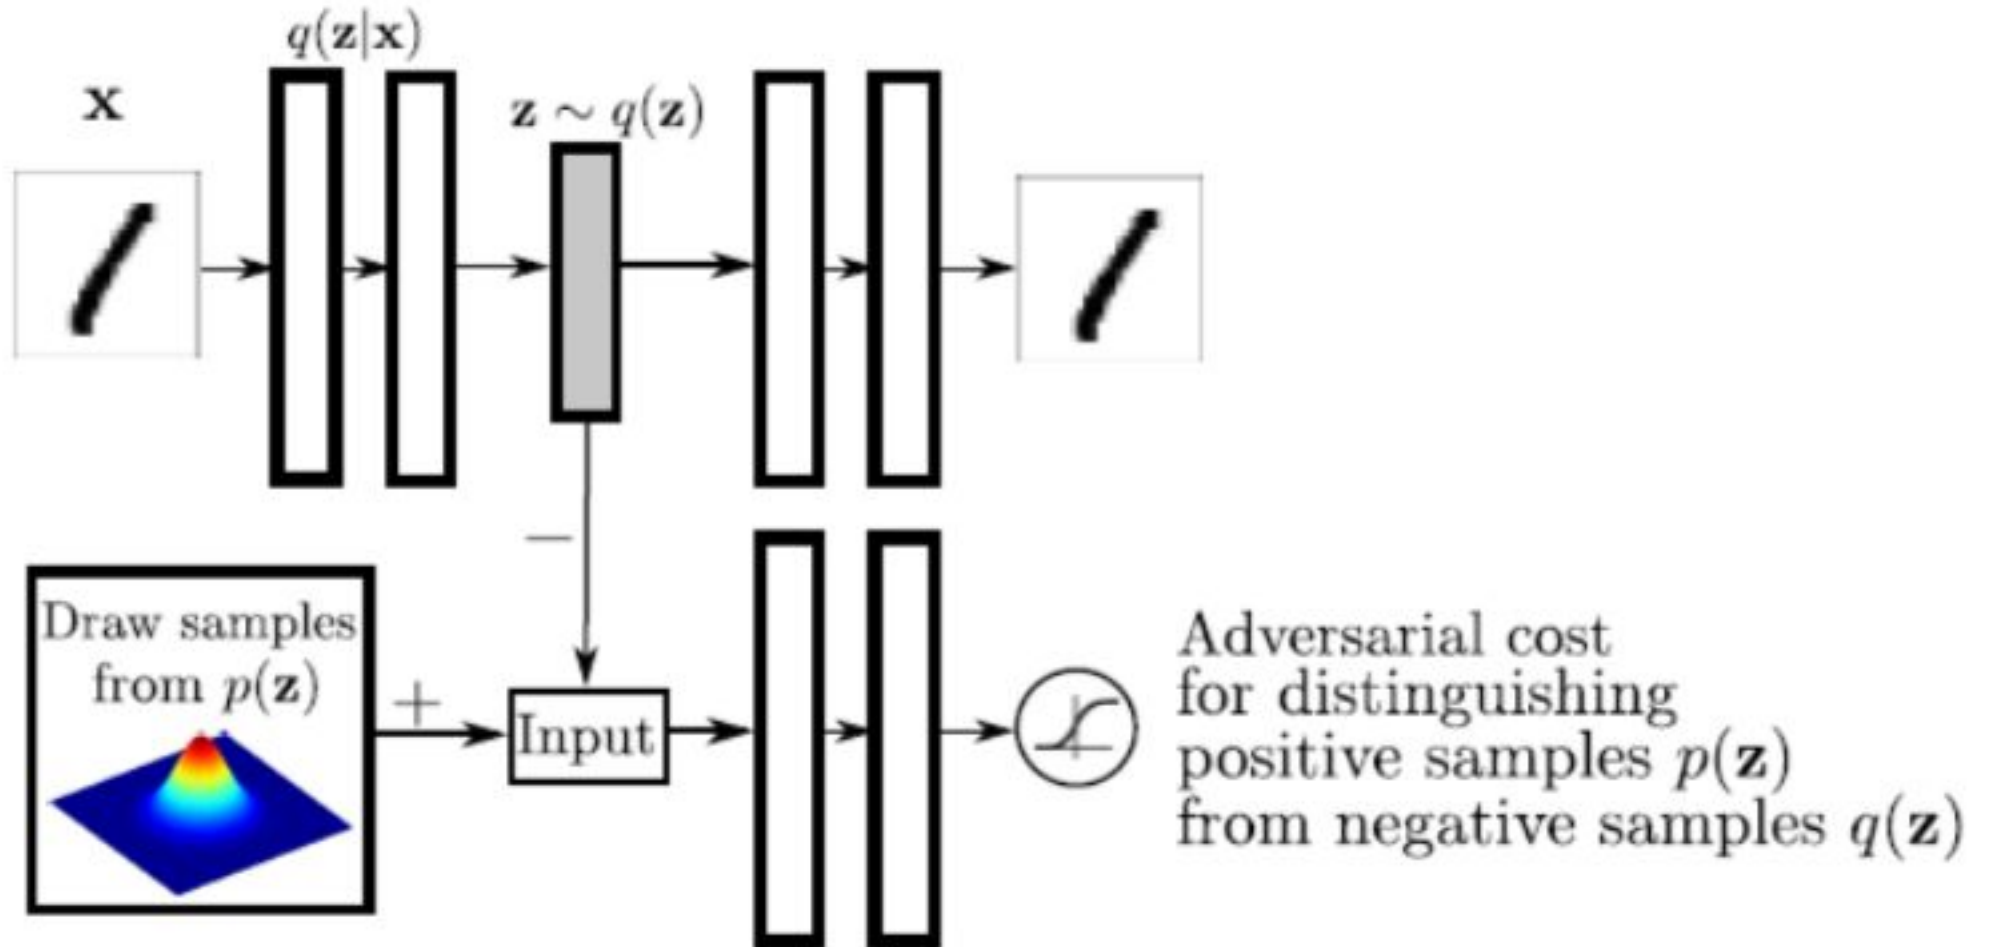 q(z|x)
x
z ∼ q(z)
−
Draw samples
from p(z)
+
Input
Adversarial cost
for distinguishing
positive samples p(z)
from negative samples q(z)